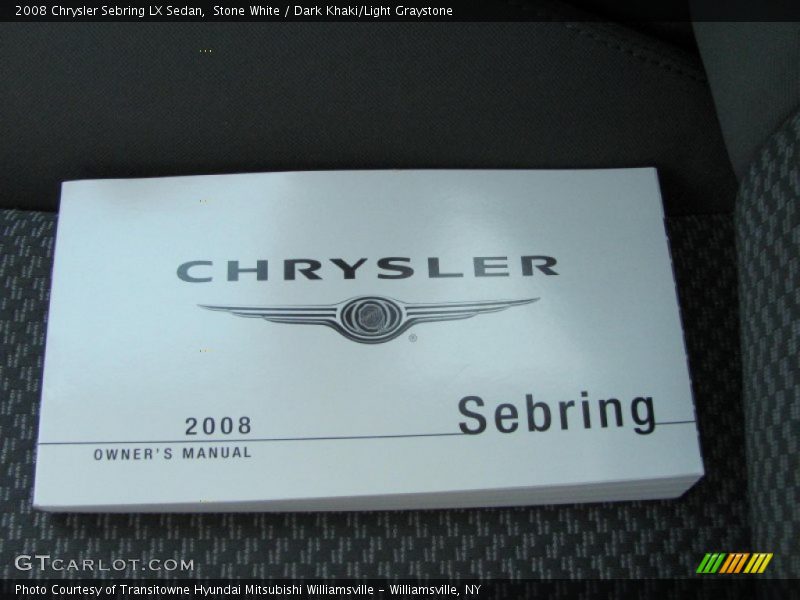 2008 Chrysler Sebring LX Sedan,  Stone White / Dark Khaki/Light Graystone
CHRYSLER
®
2008
Sebring
OWNER'S MANUAL
GTCARLOT.COM
Photo Courtesy of Transitowne Hyundai Mitsubishi Williamsville – Williamsville, NY